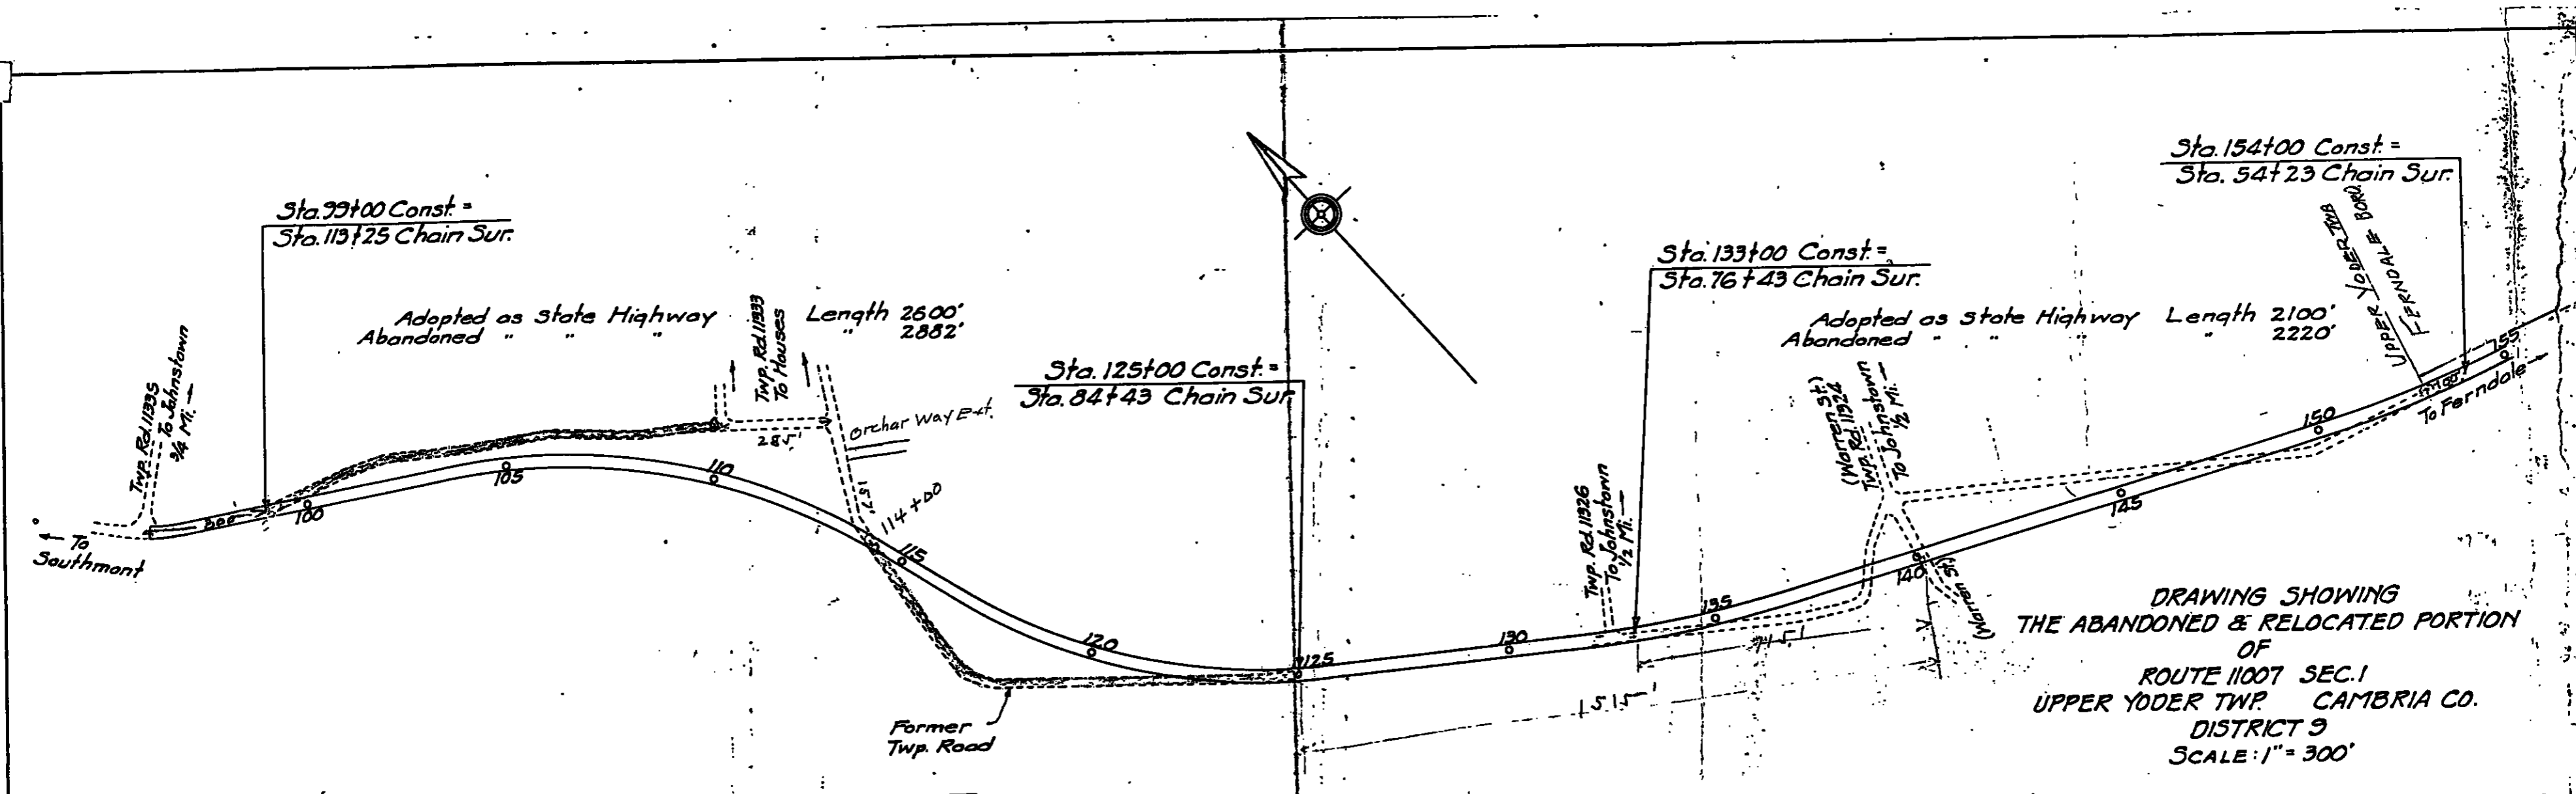 Sta. 99+00 Const. =
Sta. 113+25 Chain Sur.
Adopted as State Highway Length 2600'
Abandoned " " " 2882'
Twp. Rd. 11335
To Johnstown
3/4 Mi.
Twp. Rd. 11333
To Houses
Sta. 125+00 Const. =
Sta. 84+43 Chain Sur.
Sta. 133+00 Const. =
Sta. 76+43 Chain Sur.
Sta. 154+00 Const. =
Sta. 54+23 Chain Sur.
Adopted as State Highway Length 2100'
Abandoned " " " 2220'
UPPER YODER TWP.
FERNDALE BORO
(Warren St.)
Twp. Rd. 11324
To Johnstown
1/2 Mi.
Twp. Rd. 11326
To Johnstown
1/2 Mi.
Orchar Way Ext.
285'
157'
114+00
To
Southmont
800
100
105
110
115
120
125
130
135
140
145
150
155
To Ferndale
(Warren St)
745'
1515'
Former
Twp. Road
DRAWING SHOWING
THE ABANDONED & RELOCATED PORTION
OF
ROUTE 11007 SEC. 1
UPPER YODER TWP. CAMBRIA CO.
DISTRICT 9
SCALE: 1" = 300'